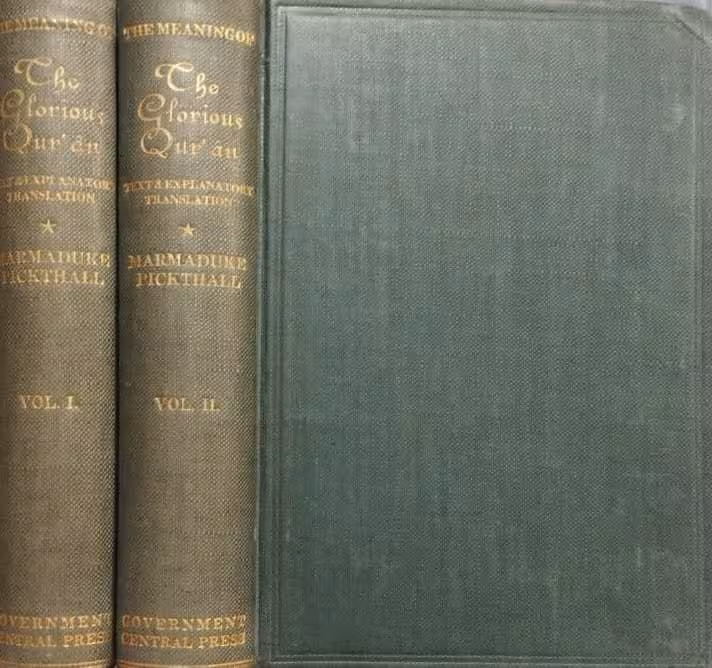 THE MEANING OF
The
Glorious
Qur'an
TEXT & EXPLANATORY
TRANSLATION
MARMADUKE
PICKTHALL
VOL. I.
GOVERNMENT
CENTRAL PRESS
THE MEANING OF
The
Glorious
Qur'an
TEXT & EXPLANATORY
TRANSLATION
MARMADUKE
PICKTHALL
VOL. II.
GOVERNMENT
CENTRAL PRESS